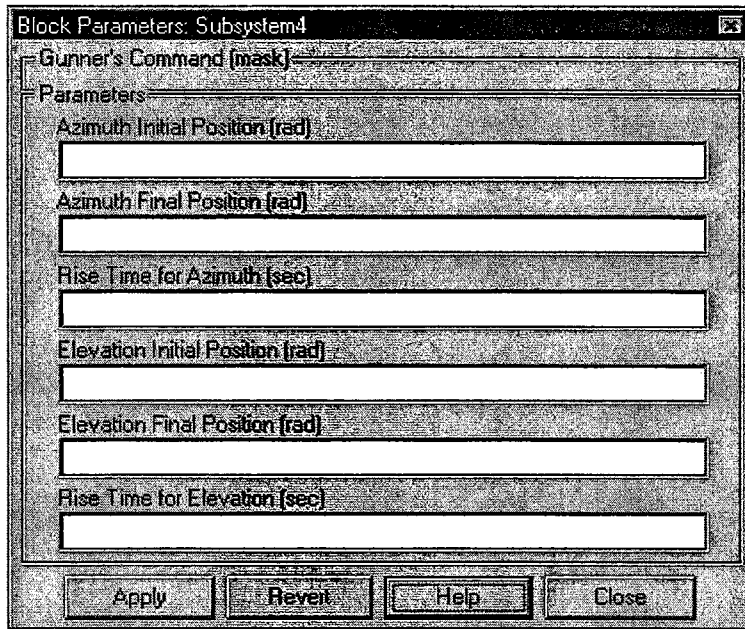 Block Parameters: Subsystem4
Gunner's Command (mask)
Parameters
Azimuth Initial Position (rad)
Azimuth Final Position (rad)
Rise Time for Azimuth (sec)
Elevation Initial Position (rad)
Elevation Final Position (rad)
Rise Time for Elevation (sec)
Apply Revert Help Close